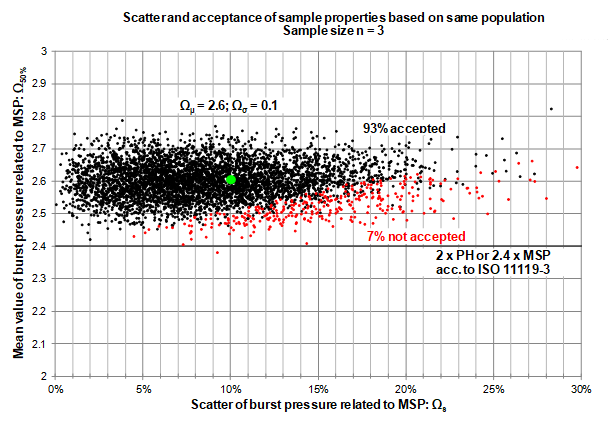 Scatter and acceptance of sample properties based on same population
Sample size n = 3
Mean value of burst pressure related to MSP: Ω50%
3
2.9
2.8
2.7
2.6
2.5
2.4
2.3
2.2
2.1
2
Ωμ = 2.6; Ωσ = 0.1
93% accepted
7% not accepted
2 x PH or 2.4 x MSP
acc. to ISO 11119-3
0% 5% 10% 15% 20% 25% 30%
Scatter of burst pressure related to MSP: Ωs